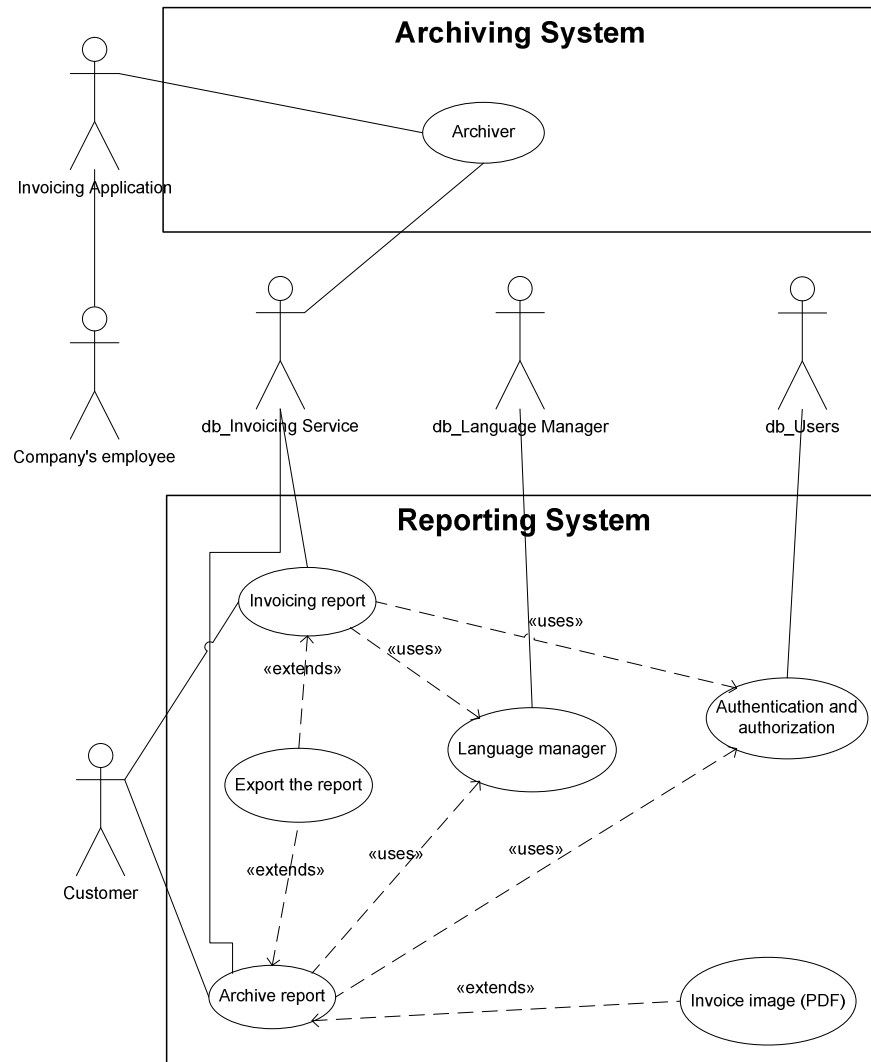 Archiving System
Archiver
Invoicing Application
Company's employee
db_Invoicing Service
db_Language Manager
db_Users
Reporting System
Invoicing report
«uses»
«uses»
«extends»
Authentication and
authorization
Language manager
Export the report
«uses»
«uses»
«extends»
Customer
Archive report
«extends»
Invoice image (PDF)